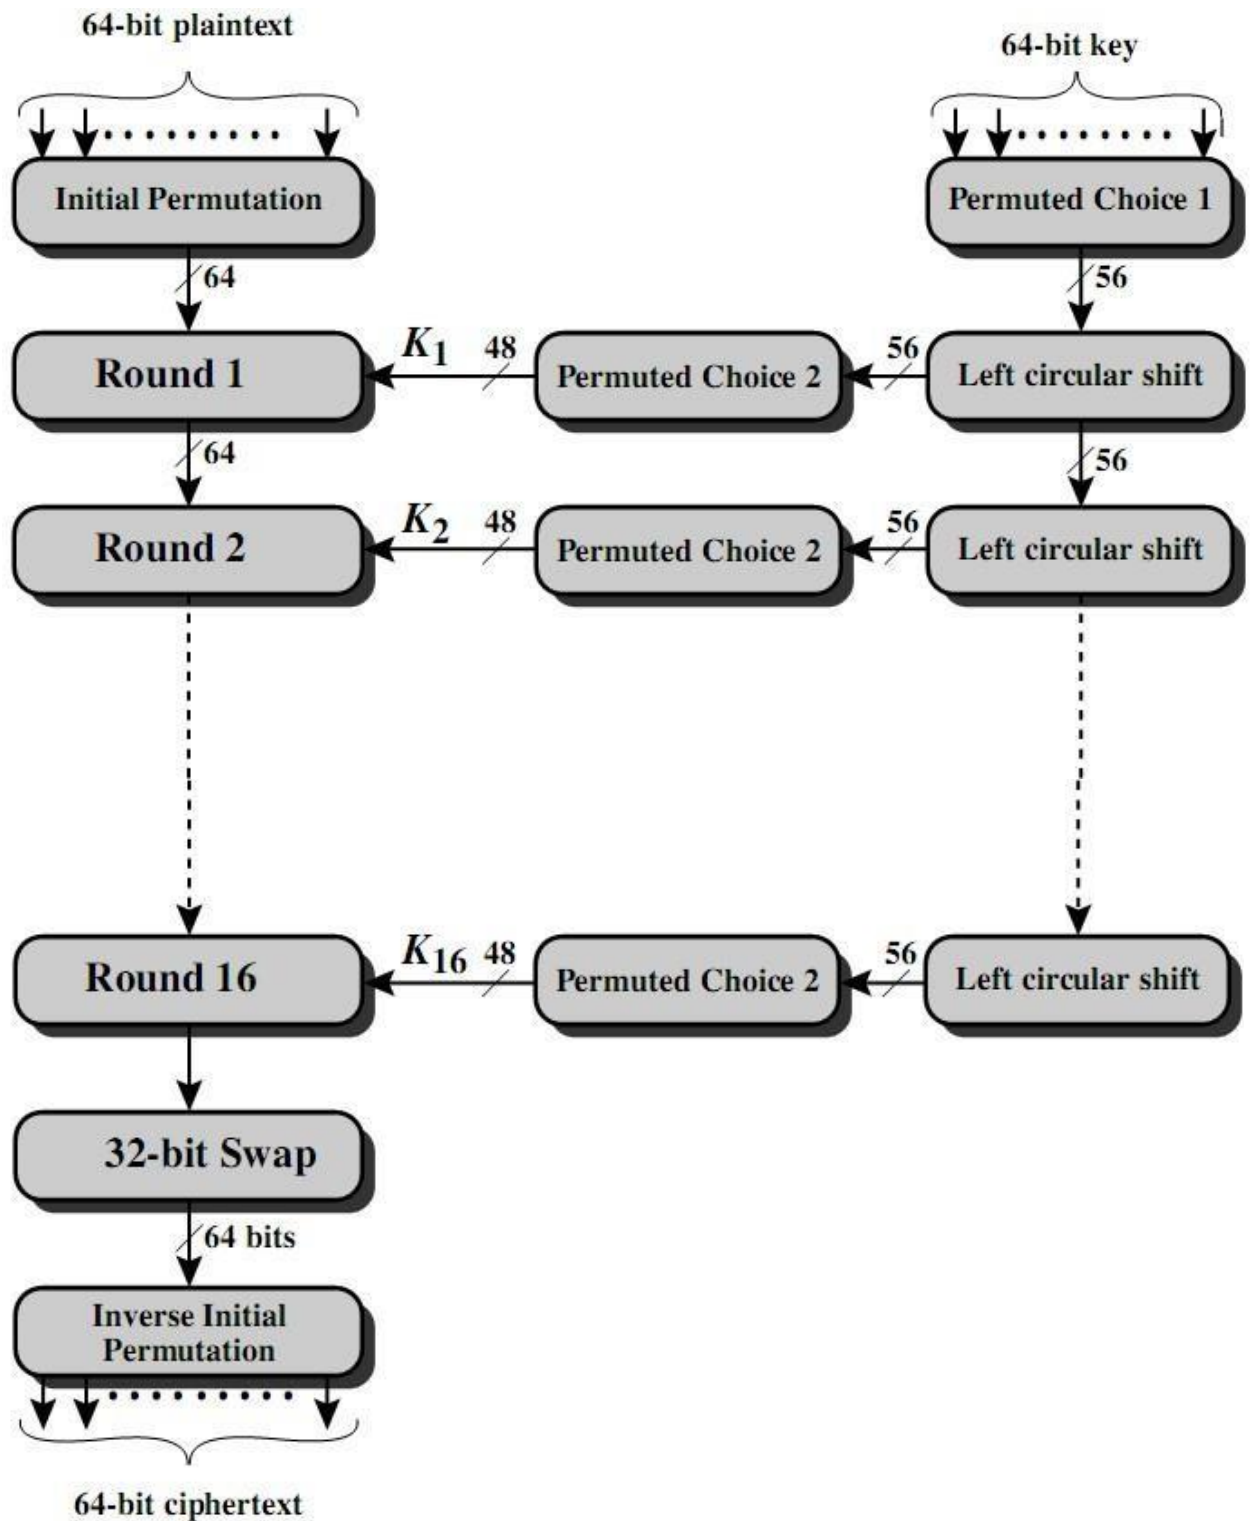 64-bit plaintext
64-bit key
Initial Permutation
Permuted Choice 1
64
56
Round 1
K1
48
Permuted Choice 2
56
Left circular shift
64
56
Round 2
K2
48
Permuted Choice 2
56
Left circular shift
Round 16
K16
48
Permuted Choice 2
56
Left circular shift
32-bit Swap
64 bits
Inverse Initial
Permutation
64-bit ciphertext